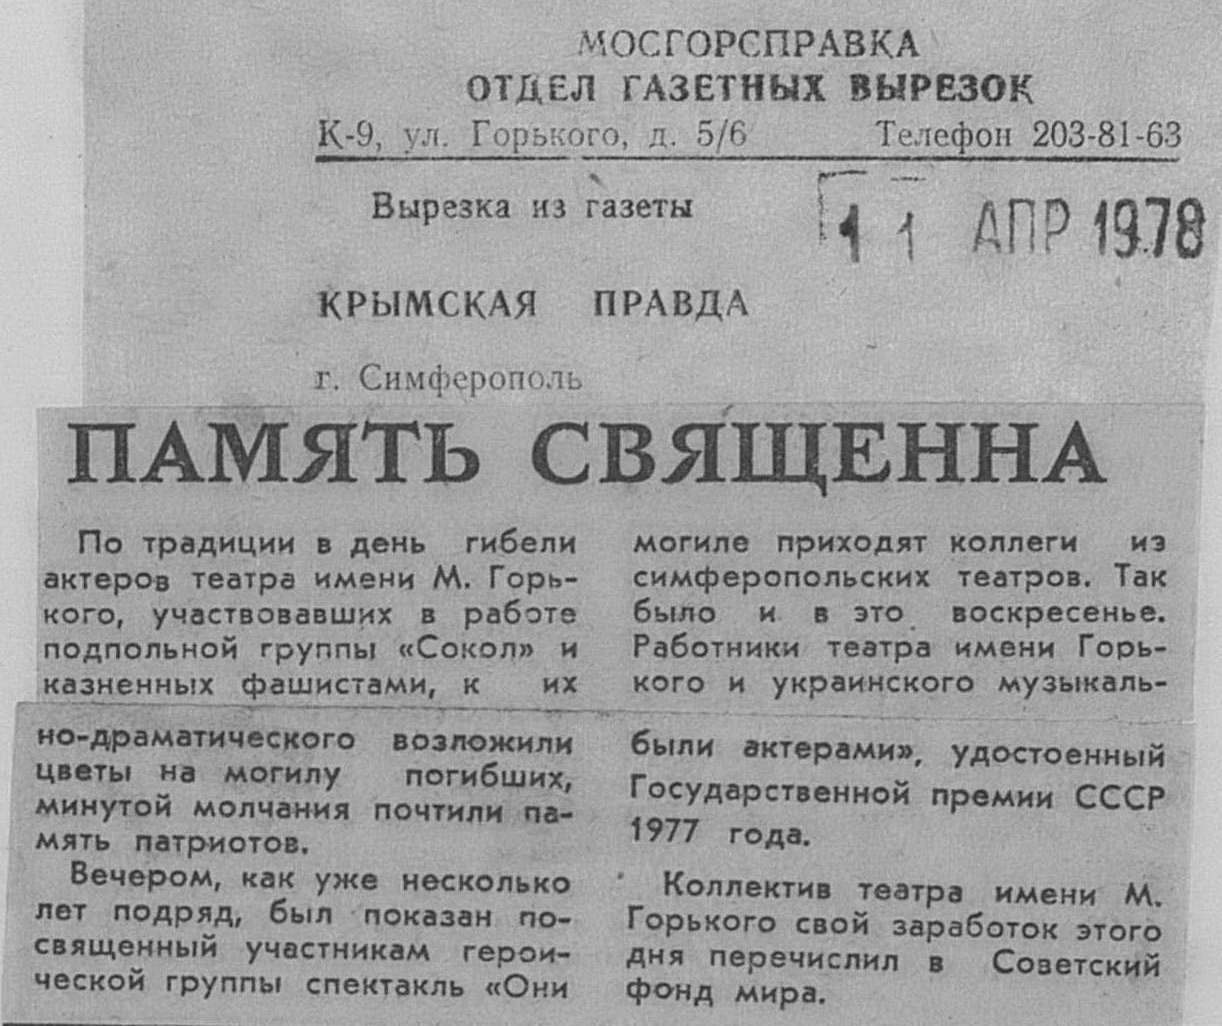 МОСГОРСПРАВКА
ОТДЕЛ ГАЗЕТНЫХ ВЫРЕЗОК
К-9, ул. Горького, д. 5/6 Телефон 203-81-63
Вырезка из газеты
11 АПР 1978
КРЫМСКАЯ ПРАВДА
г. Симферополь
ПАМЯТЬ СВЯЩЕННА
По традиции в день гибели
актеров театра имени М. Горь-
кого, участвовавших в работе
подпольной группы «Сокол» и
казненных фашистами, к их
могиле приходят коллеги из
симферопольских театров. Так
было и в это воскресенье.
Работники театра имени Горь-
кого и украинского музыкаль-
но-драматического возложили
цветы на могилу погибших,
минутой молчания почтили па-
мять патриотов.
Вечером, как уже несколько
лет подряд, был показан по-
священный участникам герои-
ческой группы спектакль «Они
были актерами», удостоенный
Государственной премии СССР
1977 года.
Коллектив театра имени М.
Горького свой заработок этого
дня перечислил в Советский
фонд мира.